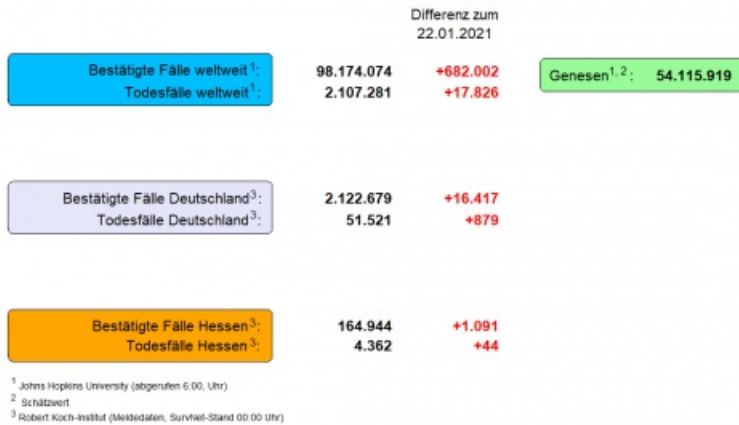 Differenz zum
22.01.2021
Bestätigte Fälle weltweit¹: 98.174.074 +682.002 Genesen¹˒²: 54.115.919
Todesfälle weltweit¹: 2.107.281 +17.826
Bestätigte Fälle Deutschland³: 2.122.679 +16.417
Todesfälle Deutschland³: 51.521 +879
Bestätigte Fälle Hessen³: 164.944 +1.091
Todesfälle Hessen³: 4.362 +44
¹ Johns Hopkins University (abgerufen 6:00, Uhr)
² Schätzwert
³ Robert Koch-Institut (Meldedaten, SurvNet-Stand 00:00 Uhr)